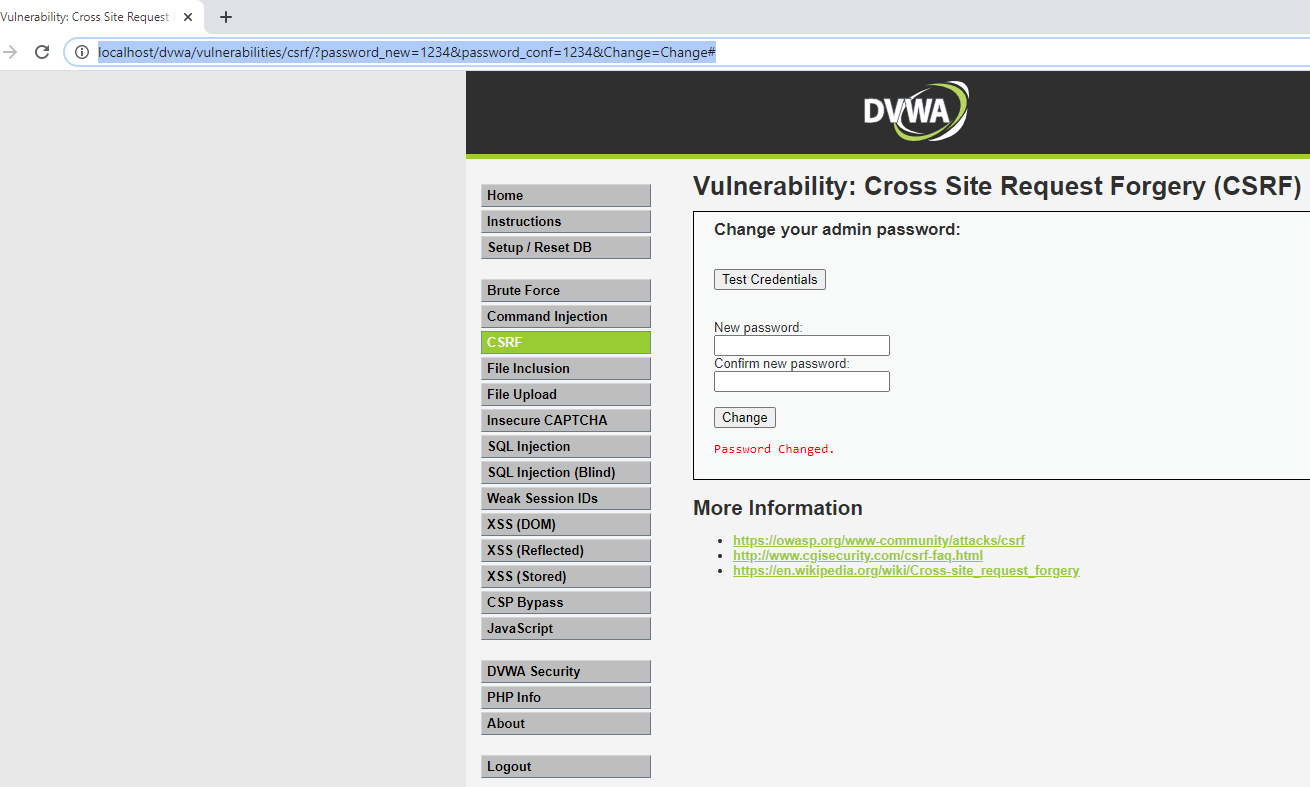 Vulnerability: Cross Site Request
localhost/dvwa/vulnerabilities/csrf/?password_new=1234&password_conf=1234&Change=Change#
DVWA
Home
Instructions
Setup / Reset DB
Brute Force
Command Injection
CSRF
File Inclusion
File Upload
Insecure CAPTCHA
SQL Injection
SQL Injection (Blind)
Weak Session IDs
XSS (DOM)
XSS (Reflected)
XSS (Stored)
CSP Bypass
JavaScript
DVWA Security
PHP Info
About
Logout
Vulnerability: Cross Site Request Forgery (CSRF)
Change your admin password:
Test Credentials
New password:
Confirm new password:
Change
Password Changed.
More Information
https://owasp.org/www-community/attacks/csrf
http://www.cgisecurity.com/csrf-faq.html
https://en.wikipedia.org/wiki/Cross-site_request_forgery